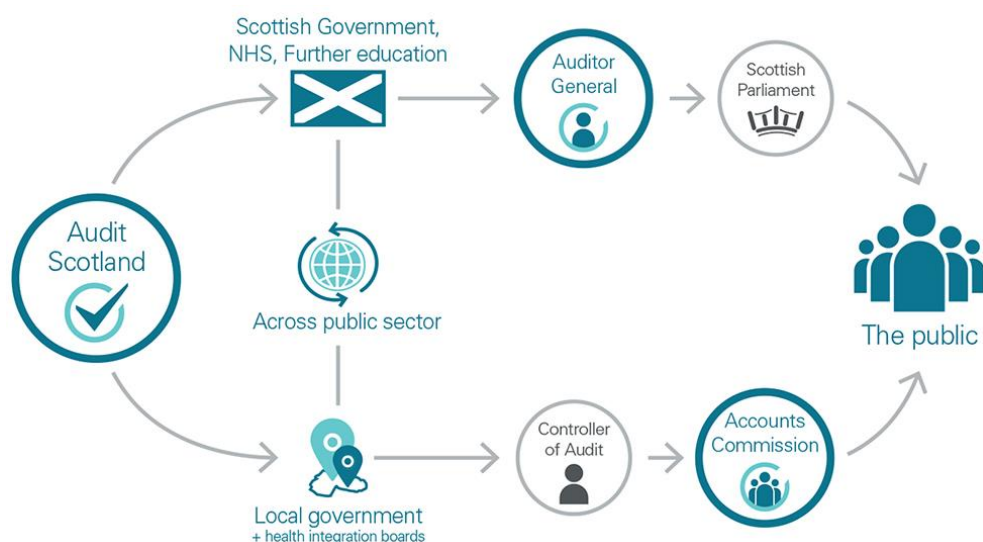 Scottish Government,
NHS, Further education
Auditor
General
Scottish
Parliament
Audit
Scotland
Across public sector
The public
Controller
of Audit
Accounts
Commission
Local government
+ health integration boards